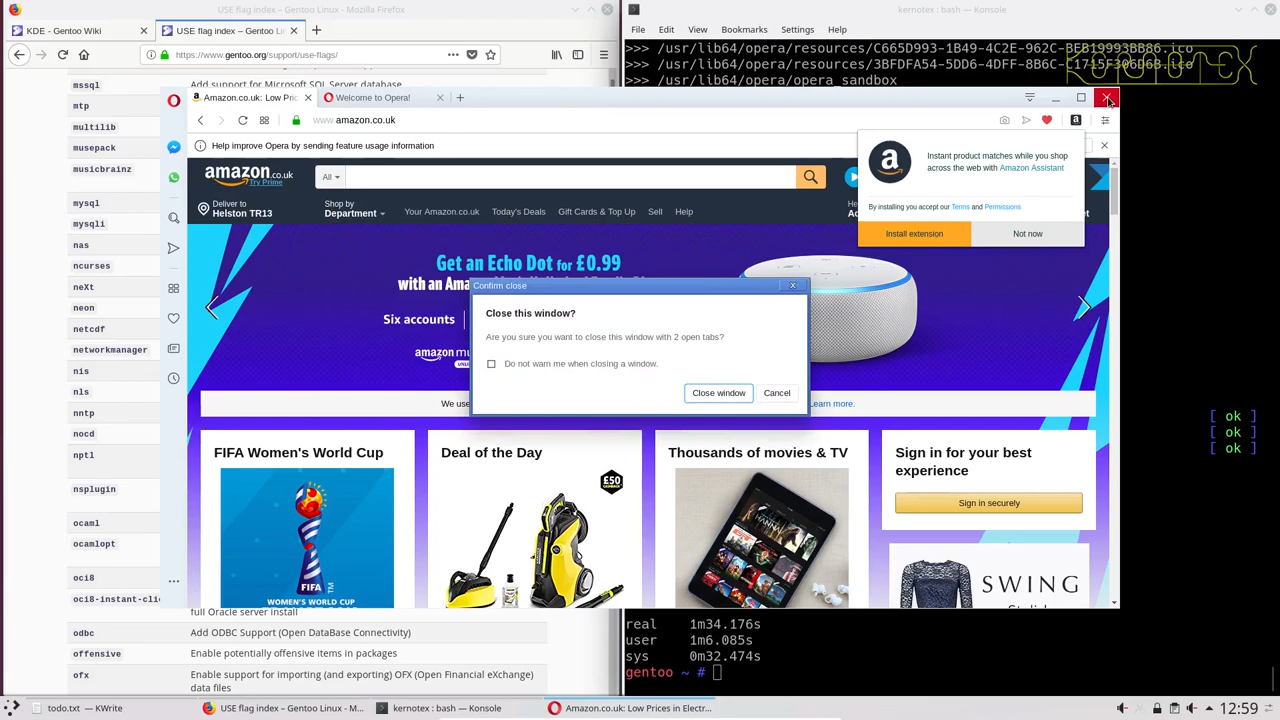 USE flag index – Gentoo Linux - Mozilla Firefox
kernotex : bash — Konsole
KDE - Gentoo Wiki
USE flag index – Gentoo Li
https://www.gentoo.org/support/use-flags/
File Edit View Bookmarks Settings Help
>>> /usr/lib64/opera/resources/C665D993-1B49-4C2E-962C-BEB19993BB86.ico
>>> /usr/lib64/opera/resources/3BFDFA54-5DD6-4DFF-8B6C-C1715F306D6B.ico
>>> /usr/lib64/opera/opera_sandbox
KERNOTEX
mssql Add support for Microsoft SQL Server database
mtp
multilib
musepack
musicbrainz
mysql
mysqli
nas
ncurses
neXt
neon
netcdf
networkmanager
nis
nls
nntp
nocd
nptl
nsplugin
ocaml
ocamlopt
oci8
oci8-instant-cli
full Oracle server install
odbc Add ODBC Support (Open DataBase Connectivity)
offensive Enable potentially offensive items in packages
ofx Enable support for importing (and exporting) OFX (Open Financial eXchange)
data files
Amazon.co.uk: Low Pric
Welcome to Opera!
www.amazon.co.uk
Help improve Opera by sending feature usage information
Instant product matches while you shop
across the web with Amazon Assistant
By installing you accept our Terms and Permissions
Install extension Not now
amazon.co.uk
Try Prime
All
Deliver to
Helston TR13
Shop by
Department
Your Amazon.co.uk Today's Deals Gift Cards & Top Up Sell Help
Get an Echo Dot for £0.99
with an Amaz
Six accounts
amazon mu
Confirm close
Close this window?
Are you sure you want to close this window with 2 open tabs?
Do not warn me when closing a window.
Close window Cancel
We use
Learn more.
FIFA Women's World Cup
FIFA
WOMEN'S WORLD CUP
Deal of the Day
£50
CASHBACK
Thousands of movies & TV
Sign in for your best
experience
Sign in securely
SWING
[ ok ]
[ ok ]
[ ok ]
real 1m34.176s
user 1m6.085s
sys 0m32.474s
gentoo ~ #
todo.txt — KWrite
USE flag index – Gentoo Linux - M...
kernotex : bash — Konsole
Amazon.co.uk: Low Prices in Electr...
12:59